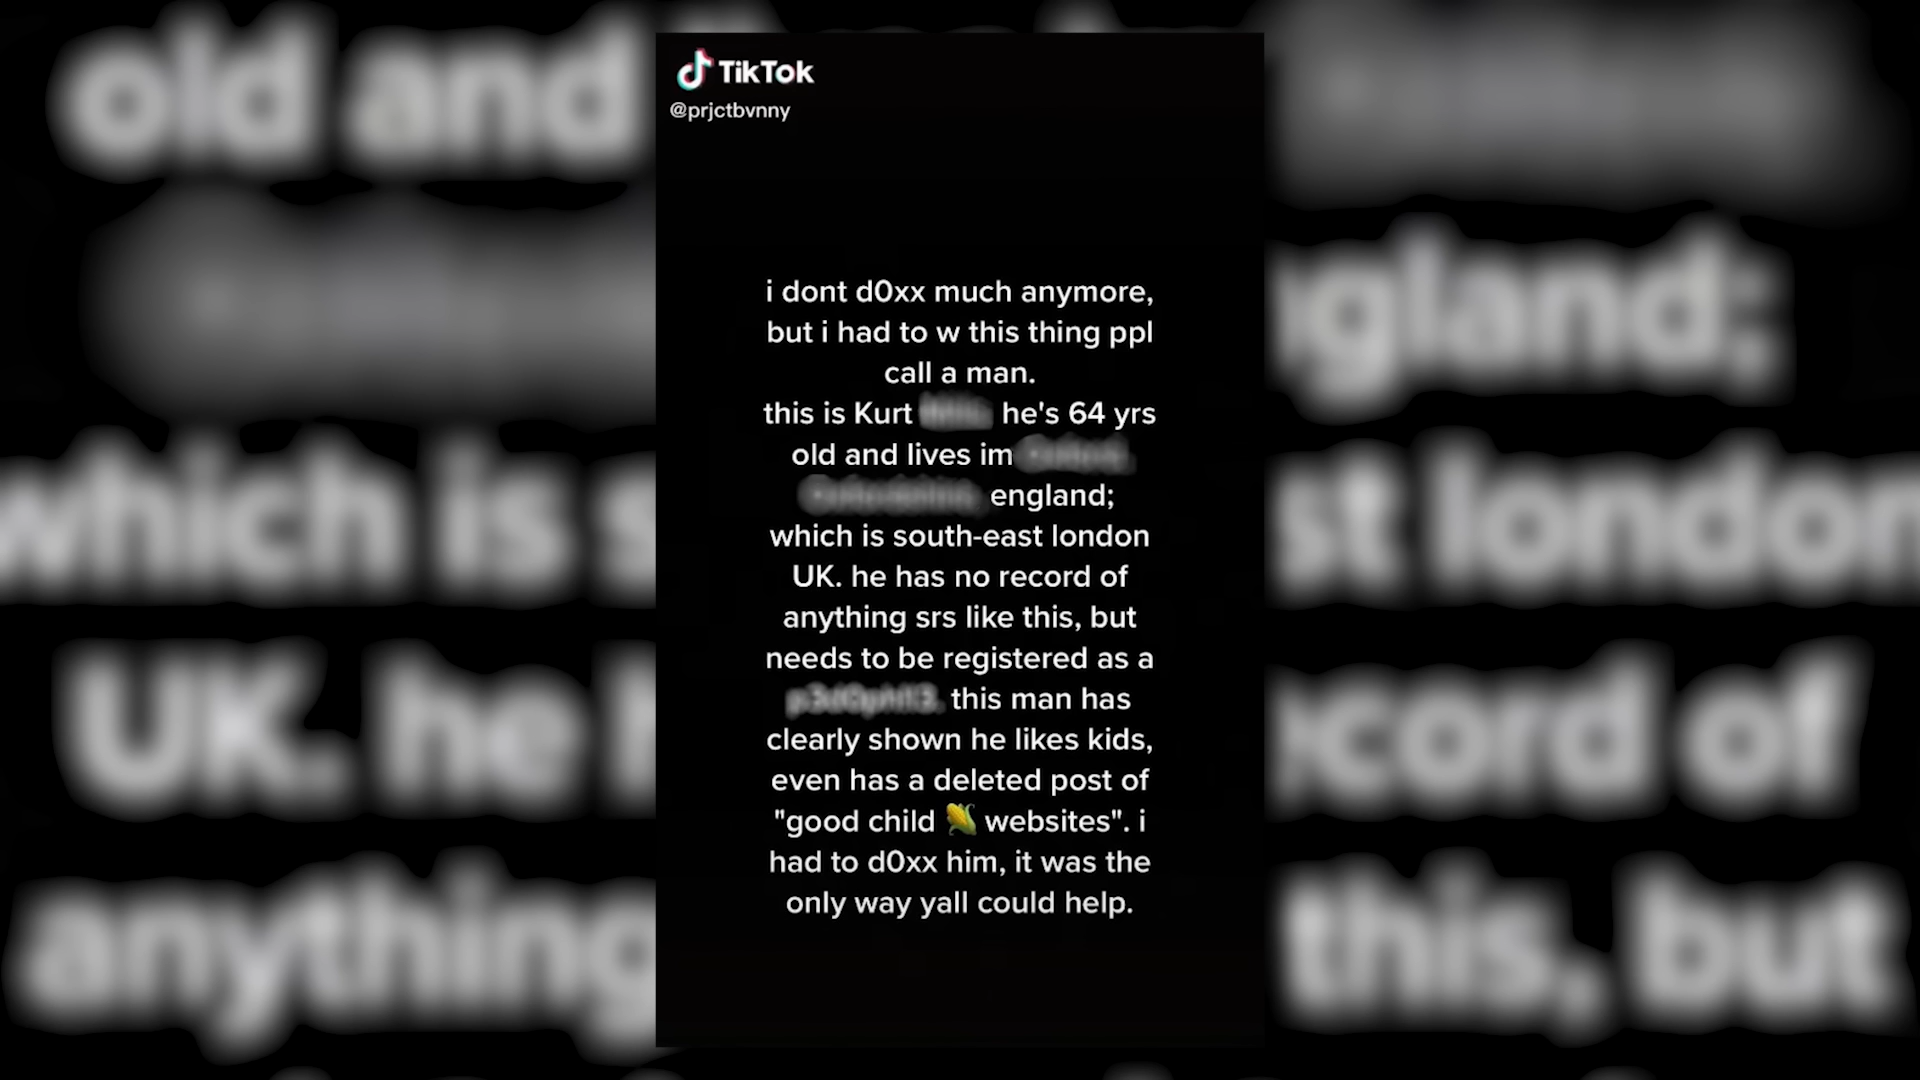 TikTok
@prjctbvnny
i dont d0xx much anymore,
but i had to w this thing ppl
call a man.
this is Kurt he's 64 yrs
old and lives im
england;
which is south-east london
UK. he has no record of
anything srs like this, but
needs to be registered as a
this man has
clearly shown he likes kids,
even has a deleted post of
"good child 🌽 websites". i
had to d0xx him, it was the
only way yall could help.